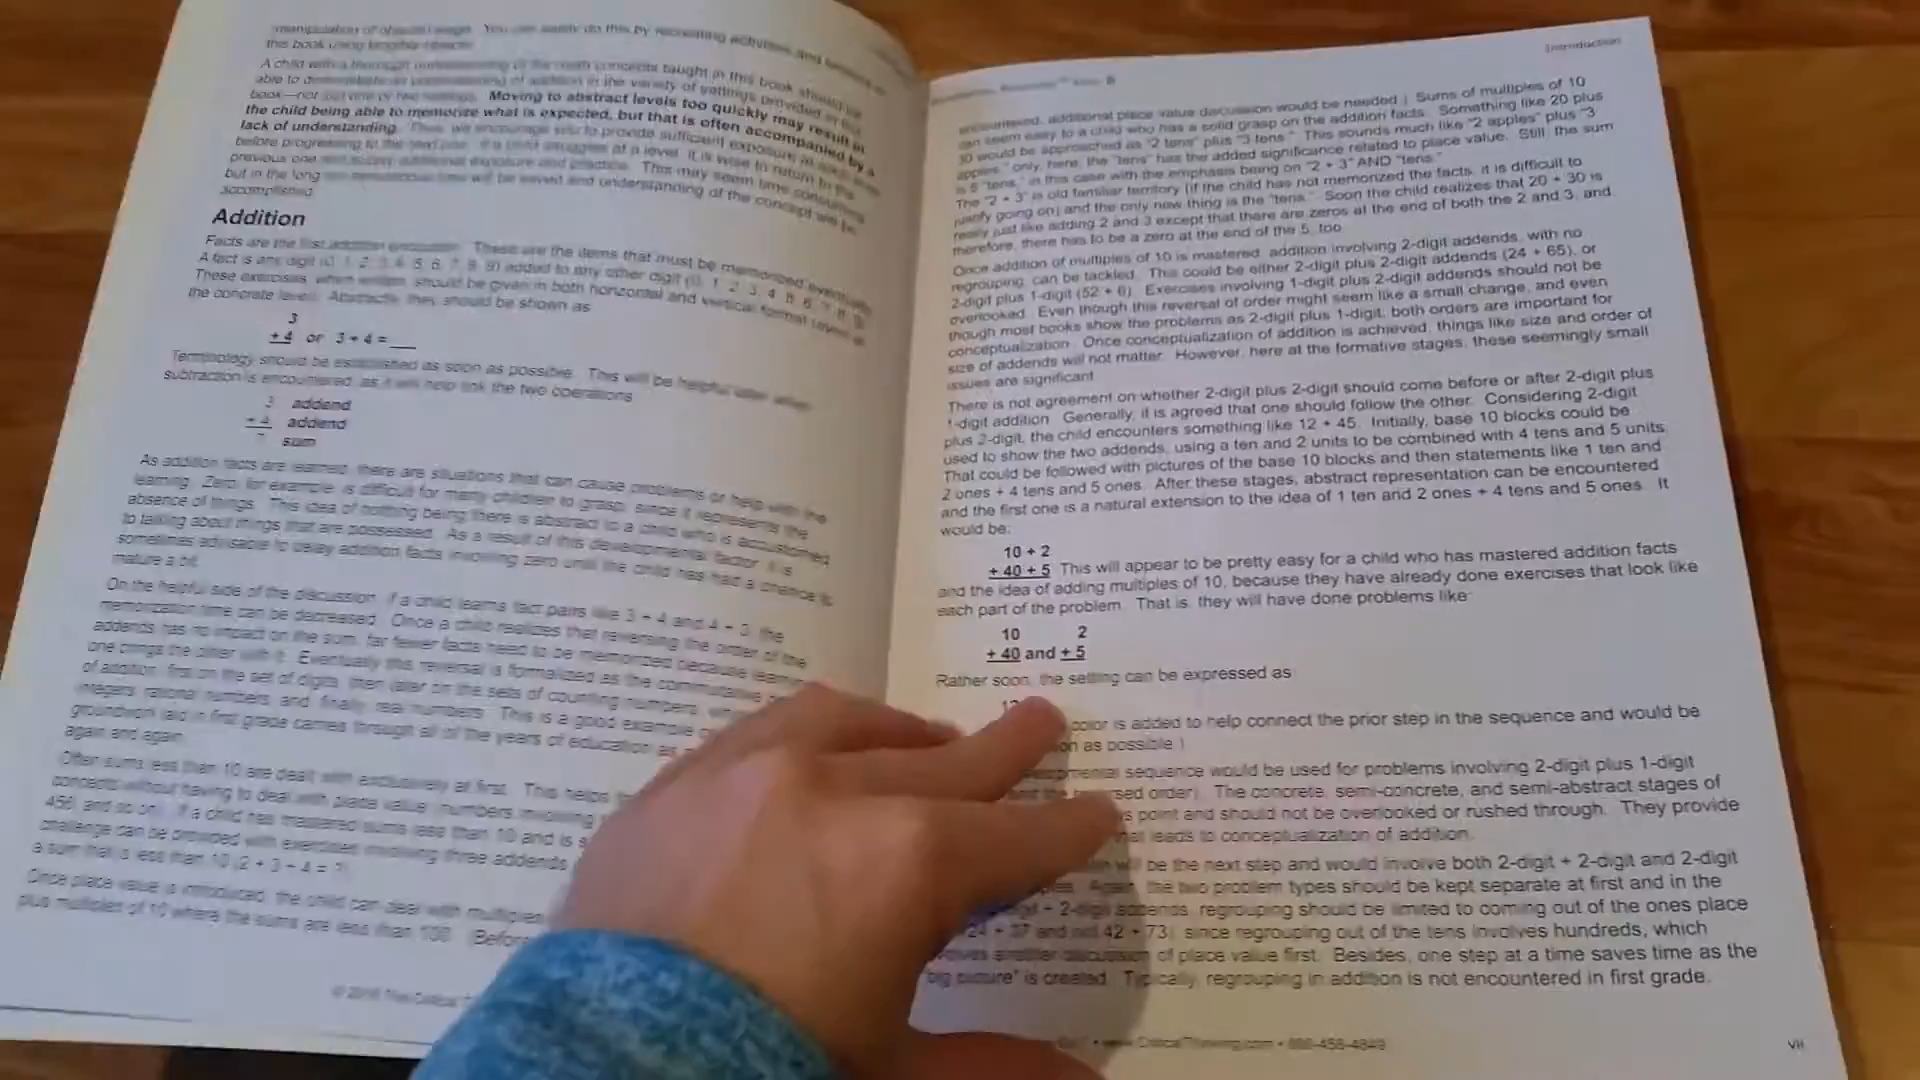 manipulation of objects You can easily do this by recreating activities and
this book using tangible objects
A child with a thorough understanding of the math concepts taught in this book should be
able to demonstrate an understanding of addition in the variety of settings provided in this
book—not just one or two settings. Moving to abstract levels too quickly may result in
the child being able to memorize what is expected, but that is often accompanied by a
lack of understanding. Thus, we encourage you to provide sufficient exposure at each
before progressing to the next one. If a child struggles at a level, it is wise to return to the
previous one and supply additional exposure and practice. This may seem time consuming
but in the long time will be saved and understanding of the concept will be
accomplished.
Addition
Facts are the first addition encounter. These are the items that must be memorized eventually.
A fact is any digit (0, 1, 2, 3, 4, 5, 6, 7, 8, 9) added to any other digit (0, 1, 2, 3, 4, 5, 6, 7, 8, 9).
These exercises, when written, should be given in both horizontal and vertical format
the concrete level. Abstractly, they should be shown as
3
+ 4 or 3 + 4 = __
Terminology should be established as soon as possible. This will be helpful later when
subtraction is encountered, as it will help link the two operations.
3 addend
+ 4 addend
7 sum
As addition facts are learned, there are situations that can cause problems or help with the
learning. Zero, for example, is difficult for many children to grasp, since it represents the
absence of things. This idea of nothing being there is abstract to a child who is accustomed
to talking about things that are possessed. As a result of this developmental factor, it is
sometimes advisable to delay addition facts involving zero until the child has had a chance to
mature a bit.
On the helpful side of the discussion, if a child learns fact pairs like 3 + 4 and 4 + 3, the
memorization time can be decreased. Once a child realizes that reversing the order of the
addends has no impact on the sum, far fewer facts need to be memorized because learning
one brings the other with it. Eventually this reversal is formalized as the commutative
of addition, first on the set of digits, then later on the sets of counting numbers,
integers, rational numbers, and finally real numbers. This is a good example
groundwork laid in first grade carries through all of the years of education as
again and again.
Often sums less than 10 are dealt with exclusively at first. This helps
concepts without having to deal with place value (numbers involving
456, and so on). If a child has mastered sums less than 10 and is
challenge can be provided with exercises involving three addends
a sum that is less than 10 (2 + 3 + 4 = ?).
Once place value is introduced, the child can deal with multiples
plus multiples of 10 where the sums are less than 100. (Before
Introduction
encountered, additional place value discussion would be needed.) Sums of multiples of 10
can seem easy to a child who has a solid grasp on the addition facts. Something like 20 plus
30 would be approached as "2 tens" plus "3 tens." This sounds much like "2 apples" plus "3
apples," only, here, the "tens" has the added significance related to place value. Still, the sum
is 5 "tens," in this case with the emphasis being on "2 + 3" AND "tens."
The "2 + 3" is old familiar territory (if the child has not memorized the facts, it is difficult to
justify going on) and the only new thing is the "tens." Soon the child realizes that 20 + 30 is
really just like adding 2 and 3 except that there are zeros at the end of both the 2 and 3, and,
therefore, there has to be a zero at the end of the 5, too.
Once addition of multiples of 10 is mastered, addition involving 2-digit addends, with no
regrouping, can be tackled. This could be either 2-digit plus 2-digit addends (24 + 65), or
2-digit plus 1-digit (52 + 6). Exercises involving 1-digit plus 2-digit addends should not be
overlooked. Even though this reversal of order might seem like a small change, and even
though most books show the problems as 2-digit plus 1-digit, both orders are important for
conceptualization. Once conceptualization of addition is achieved, things like size and order of
size of addends will not matter. However, here at the formative stages, these seemingly small
issues are significant.
There is not agreement on whether 2-digit plus 2-digit should come before or after 2-digit plus
1-digit addition. Generally, it is agreed that one should follow the other. Considering 2-digit
plus 2-digit, the child encounters something like 12 + 45. Initially, base 10 blocks could be
used to show the two addends, using a ten and 2 units to be combined with 4 tens and 5 units.
That could be followed with pictures of the base 10 blocks and then statements like 1 ten and
2 ones + 4 tens and 5 ones. After these stages, abstract representation can be encountered
and the first one is a natural extension to the idea of 1 ten and 2 ones + 4 tens and 5 ones. It
would be:
10 + 2
+ 40 + 5 This will appear to be pretty easy for a child who has mastered addition facts
and the idea of adding multiples of 10, because they have already done exercises that look like
each part of the problem. That is, they will have done problems like:
10 2
+ 40 and + 5
Rather soon, the setting can be expressed as
color is added to help connect the prior step in the sequence and would be
as possible.)
sequence would be used for problems involving 2-digit plus 1-digit
order). The concrete, semi-concrete, and semi-abstract stages of
point and should not be overlooked or rushed through. They provide
leads to conceptualization of addition.
will be the next step and would involve both 2-digit + 2-digit and 2-digit
Again, the two problem types should be kept separate at first and in the
+ 2-digit addends, regrouping should be limited to coming out of the ones place
24 + 37 and not 42 + 73), since regrouping out of the tens involves hundreds, which
another discussion of place value first. Besides, one step at a time saves time as the
"big picture" is created. Typically, regrouping in addition is not encountered in first grade.
www.CriticalThinking.com • 800-458-4849
vii